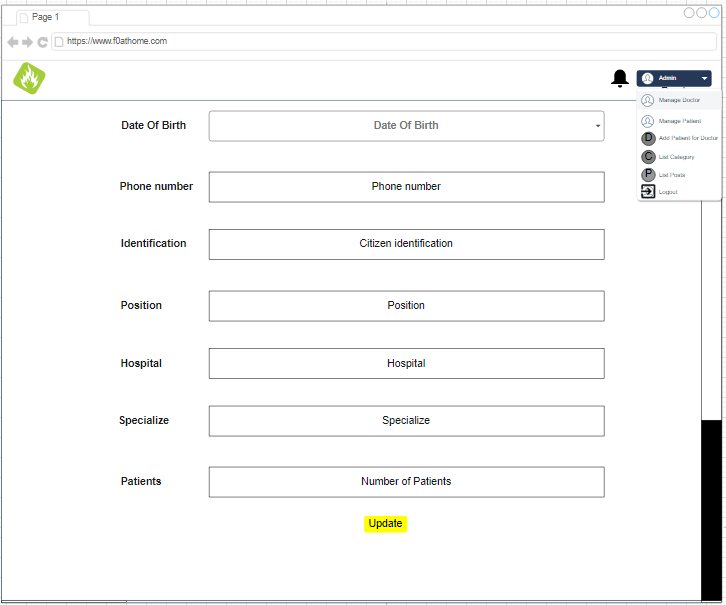 Page 1
https://www.f0athome.com
Admin
Manage Doctor
Manage Patient
D Add Patient for Doctor
C List Category
P List Posts
Logout
Date Of Birth Date Of Birth
Phone number Phone number
Identification Citizen identification
Position Position
Hospital Hospital
Specialize Specialize
Patients Number of Patients
Update